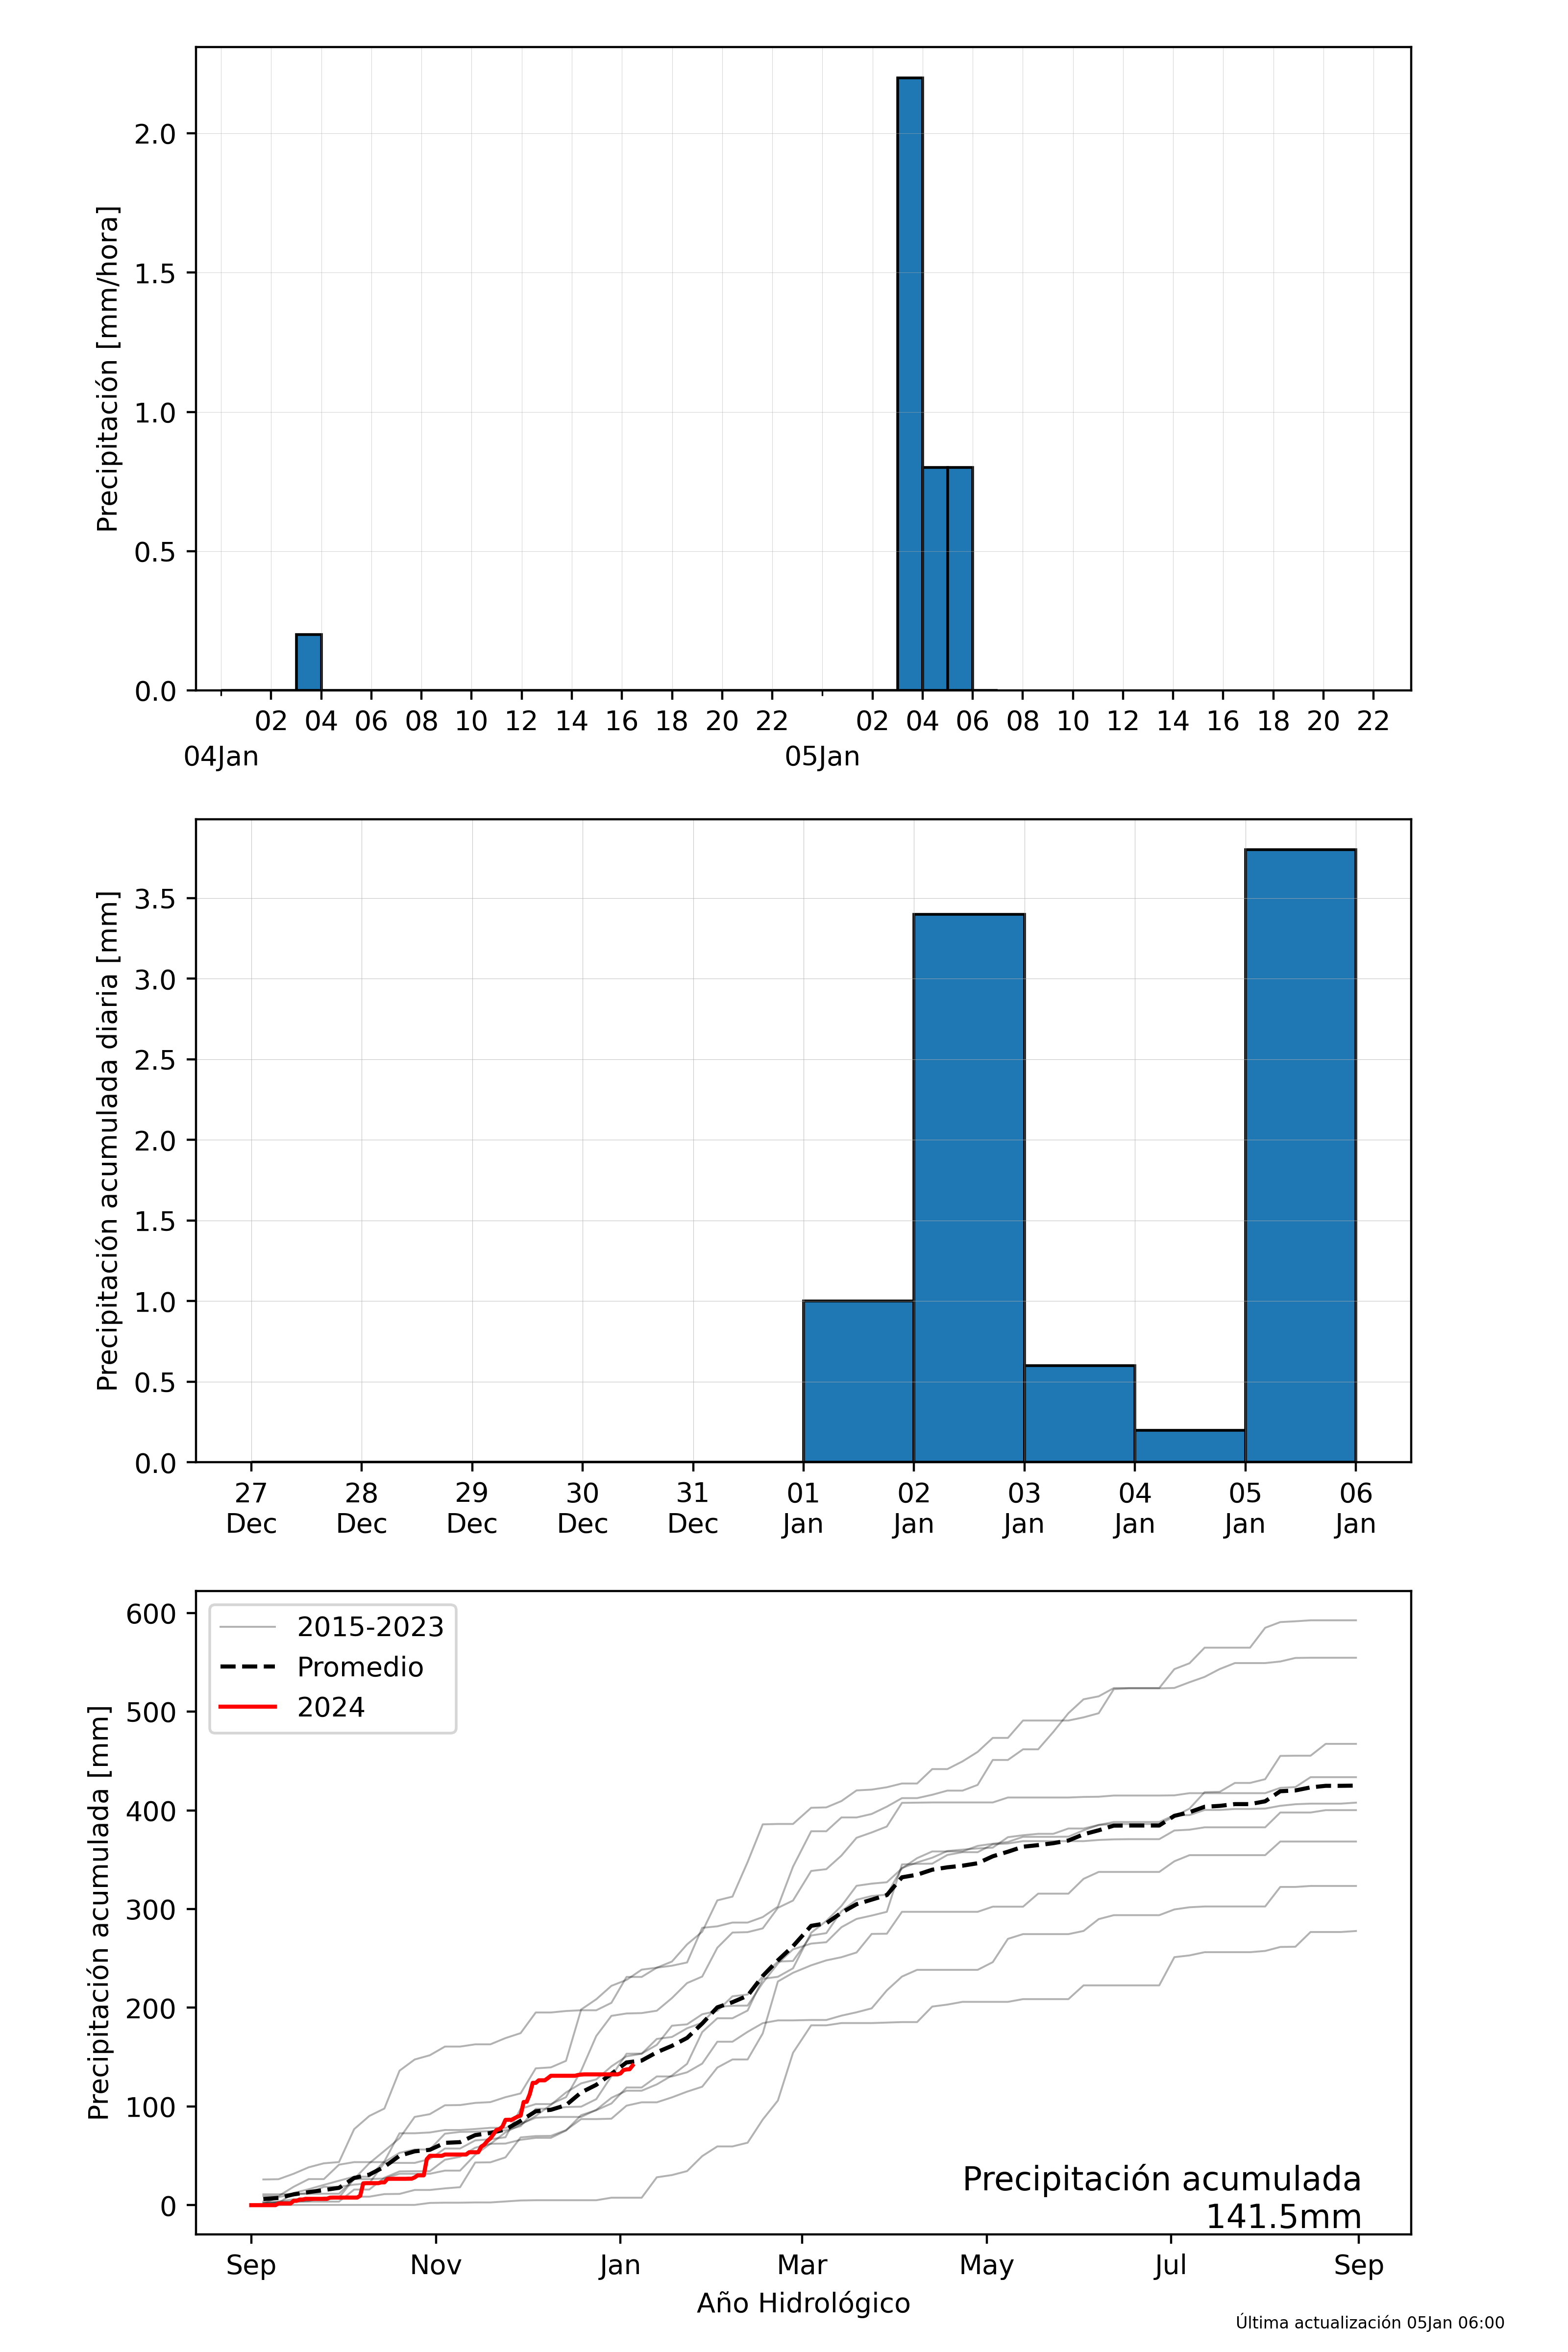 Precipitación [mm/hora]
2.0
1.5
1.0
0.5
0.0
02 04 06 08 10 12 14 16 18 20 22 02 04 06 08 10 12 14 16 18 20 22
04Jan 05Jan
Precipitación acumulada diaria [mm]
3.5
3.0
2.5
2.0
1.5
1.0
0.5
0.0
27 28 29 30 31 01 02 03 04 05 06
Dec Dec Dec Dec Dec Jan Jan Jan Jan Jan Jan
Precipitación acumulada [mm]
600
500
400
300
200
100
0
2015-2023
Promedio
2024
Precipitación acumulada
141.5mm
Sep Nov Jan Mar May Jul Sep
Año Hidrológico
Última actualización 05Jan 06:00